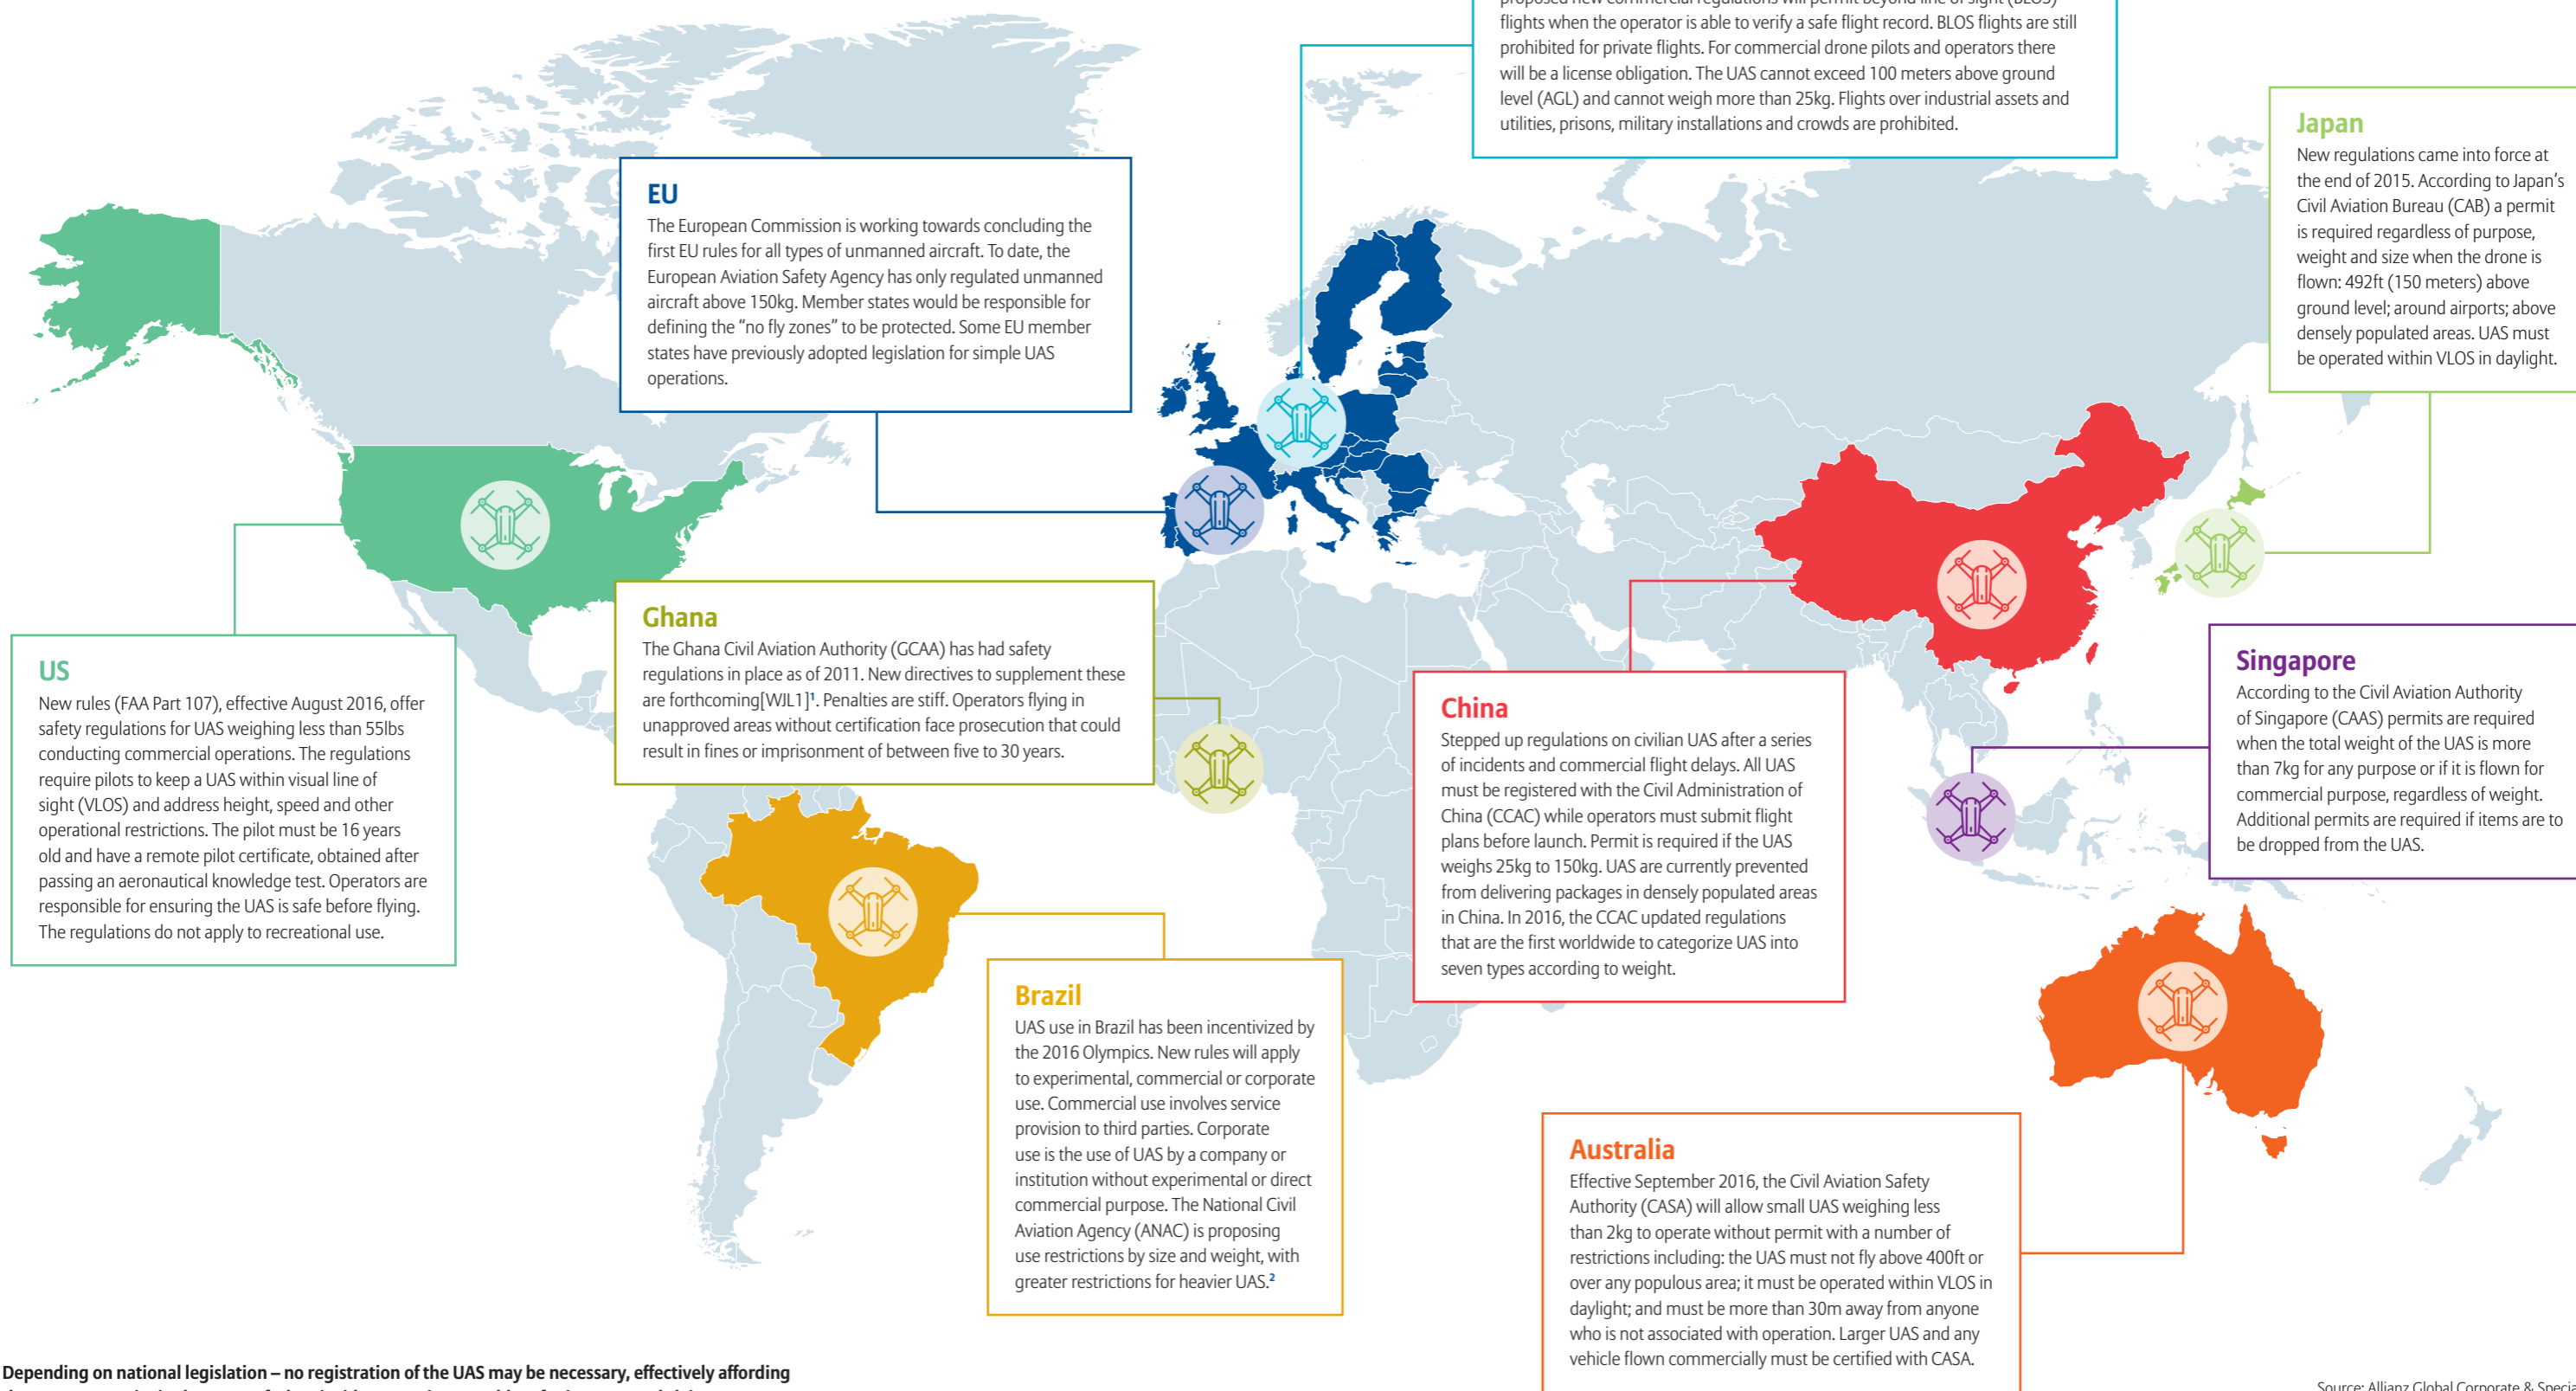 proposed new commercial regulations will permit beyond line of sight (BLOS)
flights when the operator is able to verify a safe flight record. BLOS flights are still
prohibited for private flights. For commercial drone pilots and operators there
will be a license obligation. The UAS cannot exceed 100 meters above ground
level (AGL) and cannot weigh more than 25kg. Flights over industrial assets and
utilities, prisons, military installations and crowds are prohibited.
Japan
New regulations came into force at
the end of 2015. According to Japan’s
Civil Aviation Bureau (CAB) a permit
is required regardless of purpose,
weight and size when the drone is
flown: 492ft (150 meters) above
ground level; around airports; above
densely populated areas. UAS must
be operated within VLOS in daylight.
EU
The European Commission is working towards concluding the
first EU rules for all types of unmanned aircraft. To date, the
European Aviation Safety Agency has only regulated unmanned
aircraft above 150kg. Member states would be responsible for
defining the “no fly zones” to be protected. Some EU member
states have previously adopted legislation for simple UAS
operations.
Ghana
The Ghana Civil Aviation Authority (GCAA) has had safety
regulations in place as of 2011. New directives to supplement these
are forthcoming[WJL1]¹. Penalties are stiff. Operators flying in
unapproved areas without certification face prosecution that could
result in fines or imprisonment of between five to 30 years.
US
New rules (FAA Part 107), effective August 2016, offer
safety regulations for UAS weighing less than 55lbs
conducting commercial operations. The regulations
require pilots to keep a UAS within visual line of
sight (VLOS) and address height, speed and other
operational restrictions. The pilot must be 16 years
old and have a remote pilot certificate, obtained after
passing an aeronautical knowledge test. Operators are
responsible for ensuring the UAS is safe before flying.
The regulations do not apply to recreational use.
China
Stepped up regulations on civilian UAS after a series
of incidents and commercial flight delays. All UAS
must be registered with the Civil Administration of
China (CCAC) while operators must submit flight
plans before launch. Permit is required if the UAS
weighs 25kg to 150kg. UAS are currently prevented
from delivering packages in densely populated areas
in China. In 2016, the CCAC updated regulations
that are the first worldwide to categorize UAS into
seven types according to weight.
Singapore
According to the Civil Aviation Authority
of Singapore (CAAS) permits are required
when the total weight of the UAS is more
than 7kg for any purpose or if it is flown for
commercial purpose, regardless of weight.
Additional permits are required if items are to
be dropped from the UAS.
Brazil
UAS use in Brazil has been incentivized by
the 2016 Olympics. New rules will apply
to experimental, commercial or corporate
use. Commercial use involves service
provision to third parties. Corporate
use is the use of UAS by a company or
institution without experimental or direct
commercial purpose. The National Civil
Aviation Agency (ANAC) is proposing
use restrictions by size and weight, with
greater restrictions for heavier UAS.²
Australia
Effective September 2016, the Civil Aviation Safety
Authority (CASA) will allow small UAS weighing less
than 2kg to operate without permit with a number of
restrictions including: the UAS must not fly above 400ft or
over any populous area; it must be operated within VLOS in
daylight; and must be more than 30m away from anyone
who is not associated with operation. Larger UAS and any
vehicle flown commercially must be certified with CASA.
Depending on national legislation – no registration of the UAS may be necessary, effectively affording
Source: Allianz Global Corporate &